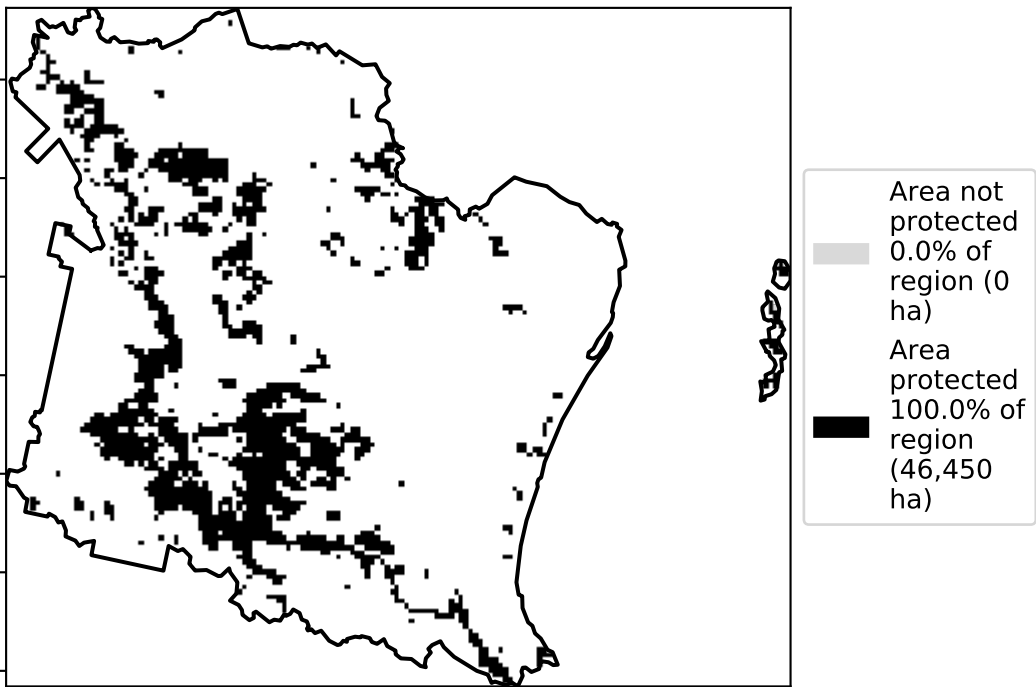 Area not
protected
0.0% of
region (0
ha)
Area
protected
100.0% of
region
(46,450
ha)